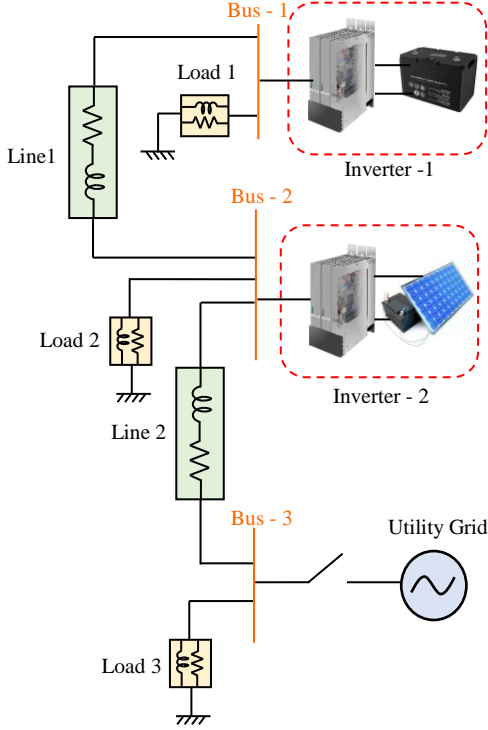 Bus - 1
Load 1
Line1
Inverter -1
Bus - 2
Load 2
Inverter - 2
Line 2
Bus - 3
Utility Grid
Load 3